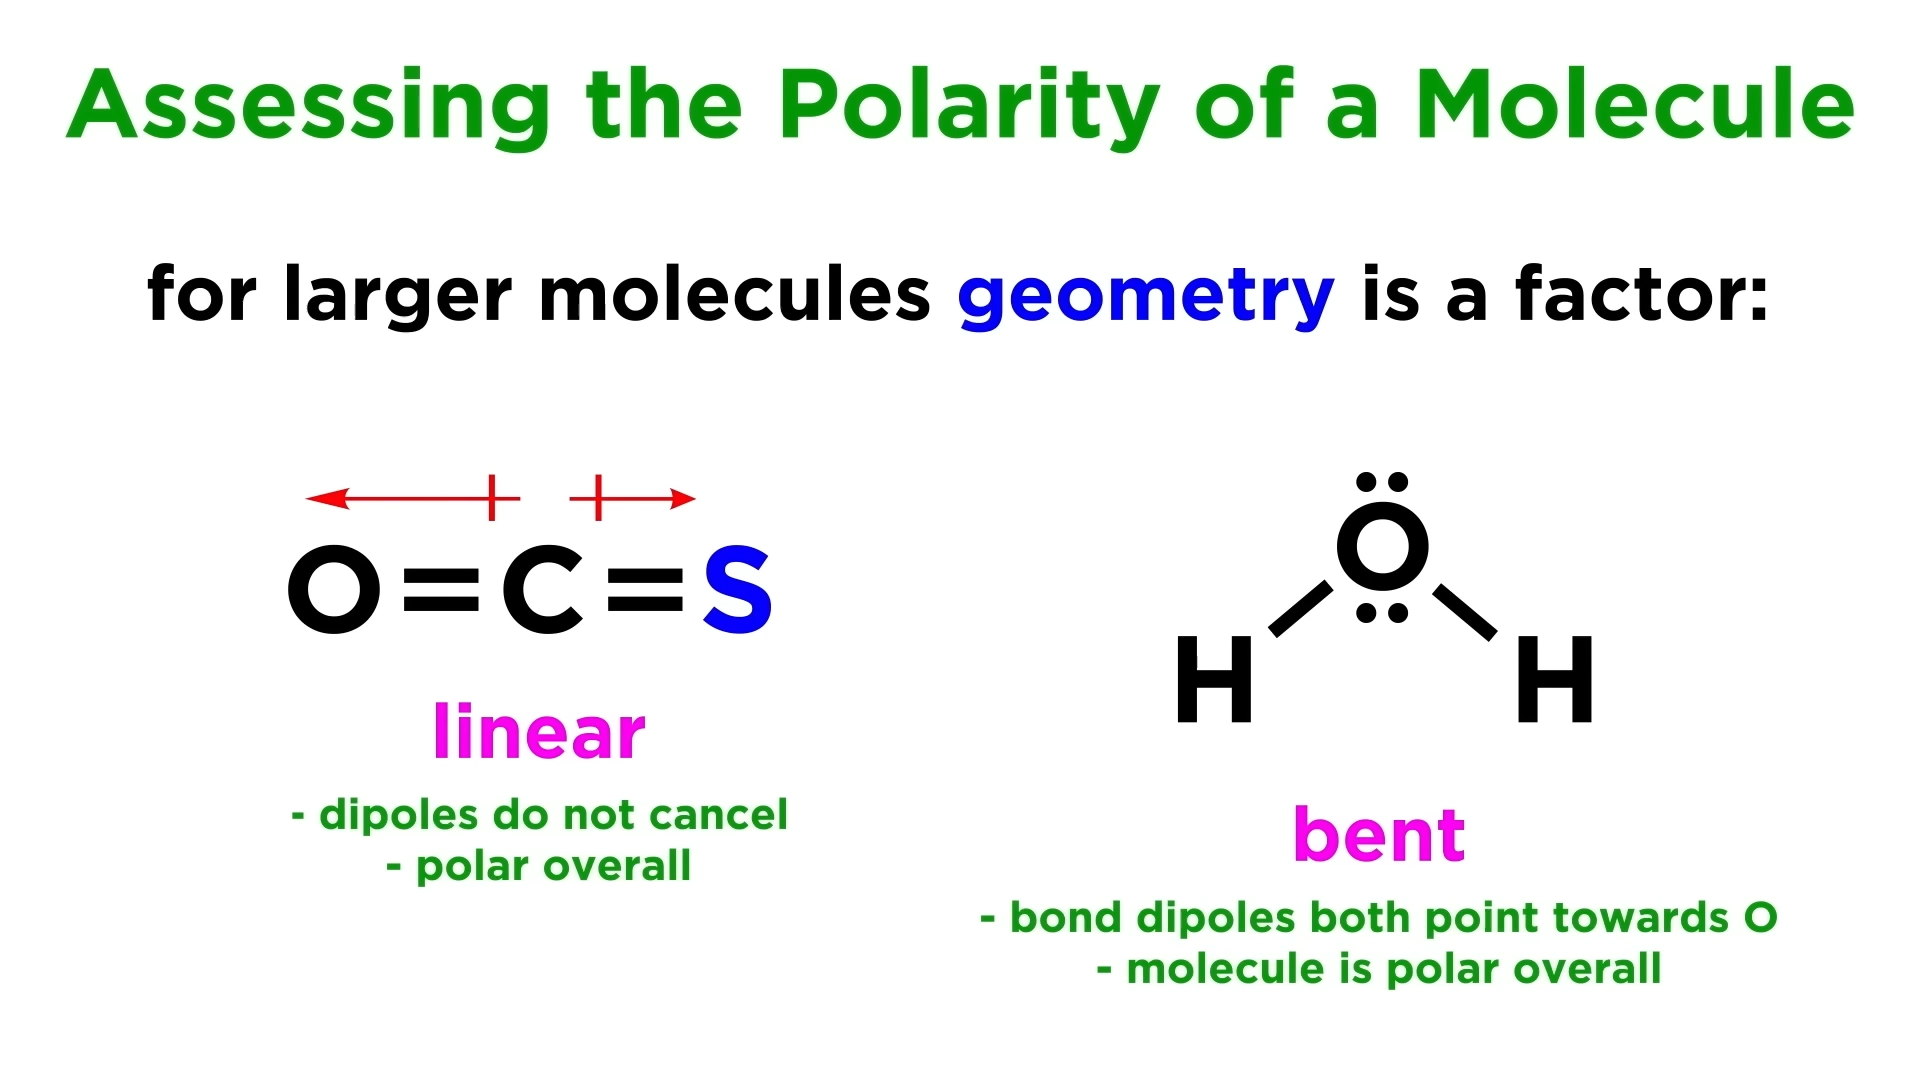 Assessing the Polarity of a Molecule
for larger molecules geometry is a factor:
O=C=S
linear
- dipoles do not cancel
- polar overall
O
H H
bent
- bond dipoles both point towards O
- molecule is polar overall